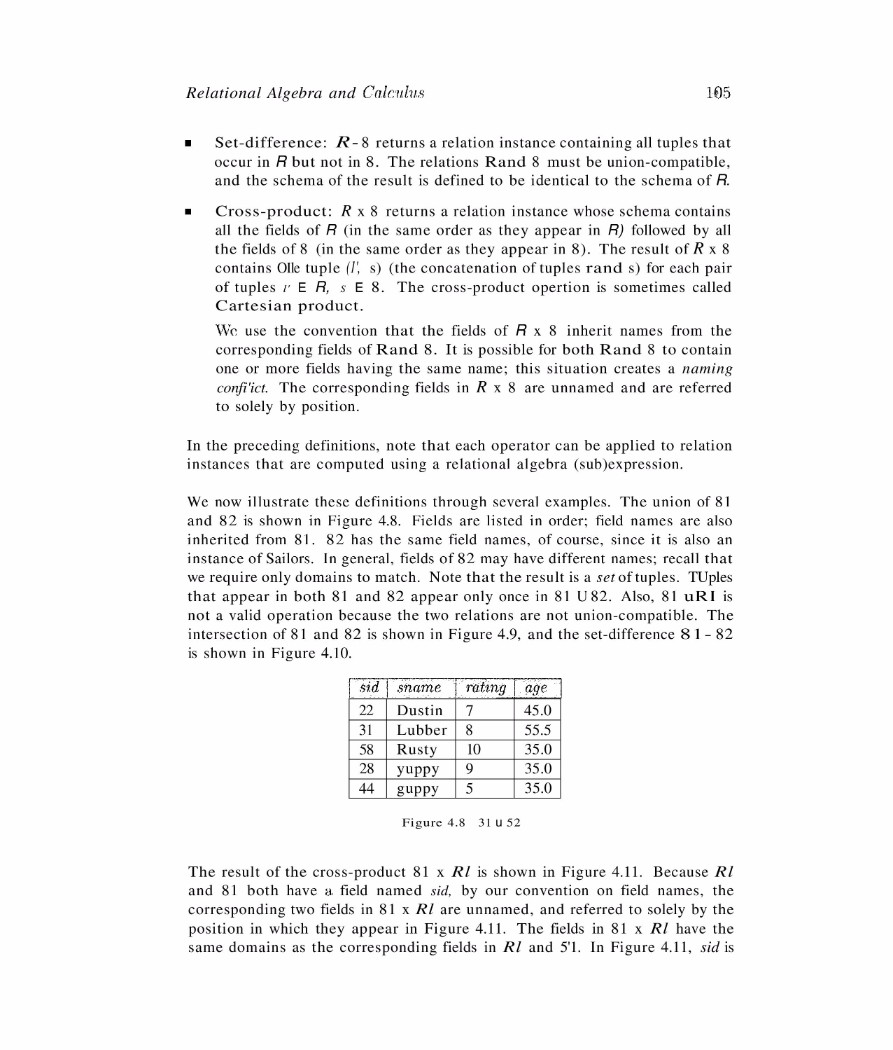 Relational Algebra and Calculus 105
■ Set-difference: R-8 returns a relation instance containing all tuples that
occur in R but not in 8. The relations Rand 8 must be union-compatible,
and the schema of the result is defined to be identical to the schema of R.
■ Cross-product: R x 8 returns a relation instance whose schema contains
all the fields of R (in the same order as they appear in R) followed by all
the fields of 8 (in the same order as they appear in 8). The result of R x 8
contains OIle tuple (l', s) (the concatenation of tuples rand s) for each pair
of tuples r E R, s E 8. The cross-product opertion is sometimes called
Cartesian product.
We use the convention that the fields of R x 8 inherit names from the
corresponding fields of Rand 8. It is possible for both Rand 8 to contain
one or more fields having the same name; this situation creates a naming
confi'ict. The corresponding fields in R x 8 are unnamed and are referred
to solely by position.
In the preceding definitions, note that each operator can be applied to relation
instances that are computed using a relational algebra (sub)expression.
We now illustrate these definitions through several examples. The union of 81
and 82 is shown in Figure 4.8. Fields are listed in order; field names are also
inherited from 81. 82 has the same field names, of course, since it is also an
instance of Sailors. In general, fields of 82 may have different names; recall that
we require only domains to match. Note that the result is a set of tuples. TUples
that appear in both 81 and 82 appear only once in 81 U 82. Also, 81 uRI is
not a valid operation because the two relations are not union-compatible. The
intersection of 81 and 82 is shown in Figure 4.9, and the set-difference 81 - 82
is shown in Figure 4.10.
sid sname rating age
22 Dustin 7 45.0
31 Lubber 8 55.5
58 Rusty 10 35.0
28 yuppy 9 35.0
44 guppy 5 35.0
Figure 4.8 31 u 52
The result of the cross-product 81 x Rl is shown in Figure 4.11. Because Rl
and 81 both have a field named sid, by our convention on field names, the
corresponding two fields in 81 x Rl are unnamed, and referred to solely by the
position in which they appear in Figure 4.11. The fields in 81 x Rl have the
same domains as the corresponding fields in Rl and 5'1. In Figure 4.11, sid is